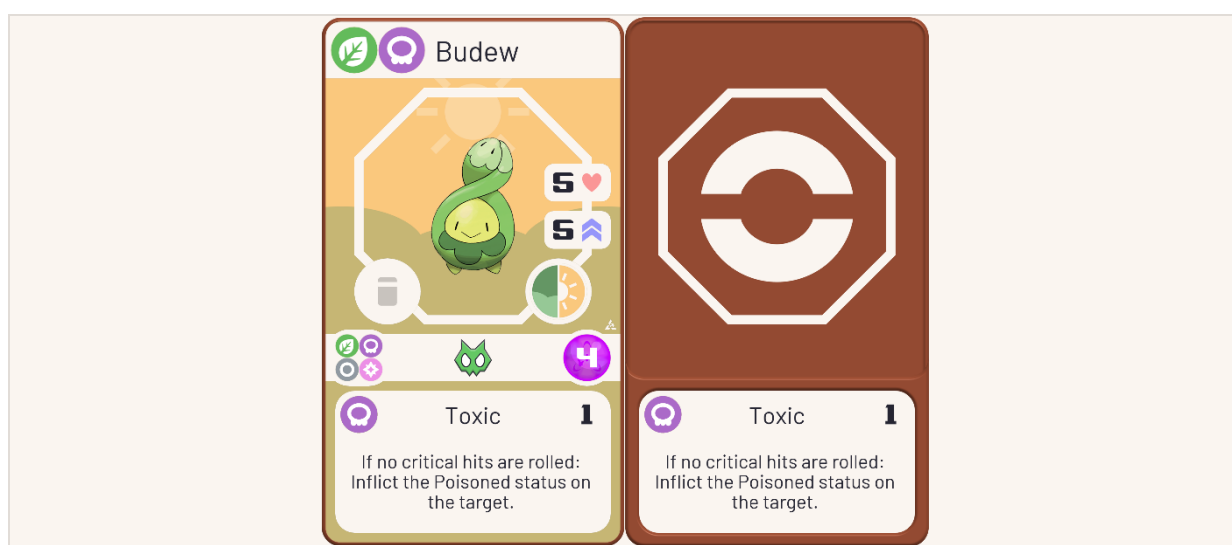 Budew
5
5
4
Toxic 1
If no critical hits are rolled:
Inflict the Poisoned status on
the target.
Toxic 1
If no critical hits are rolled:
Inflict the Poisoned status on
the target.